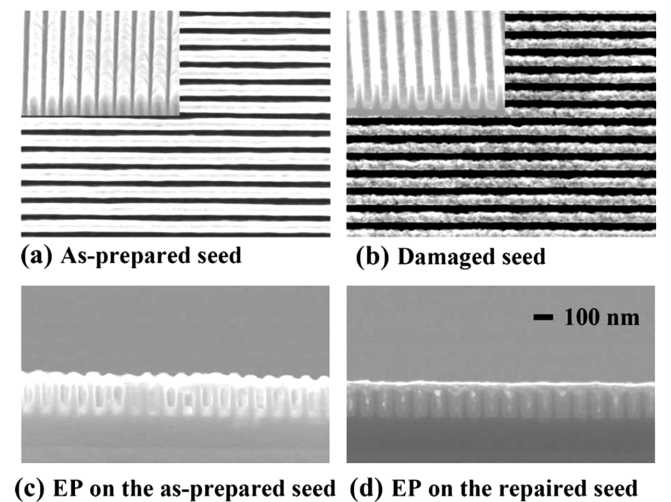 (a) As-prepared seed
(b) Damaged seed
100 nm
(c) EP on the as-prepared seed
(d) EP on the repaired seed